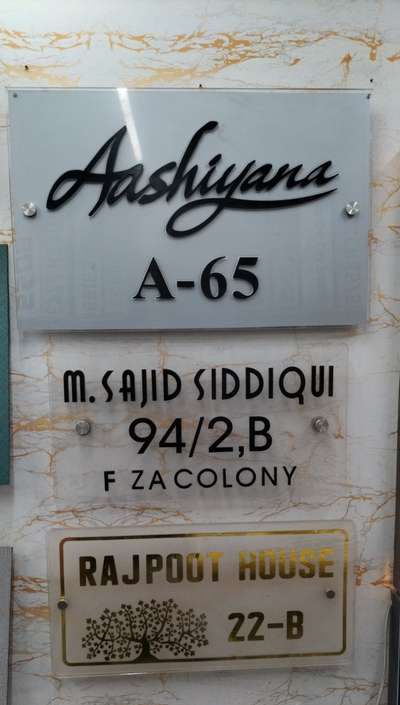 Aashiyana
A-65
M. SAJID SIDDIQUI
94/2,B
F ZA COLONY
RAJPOOT HOUSE
22-B